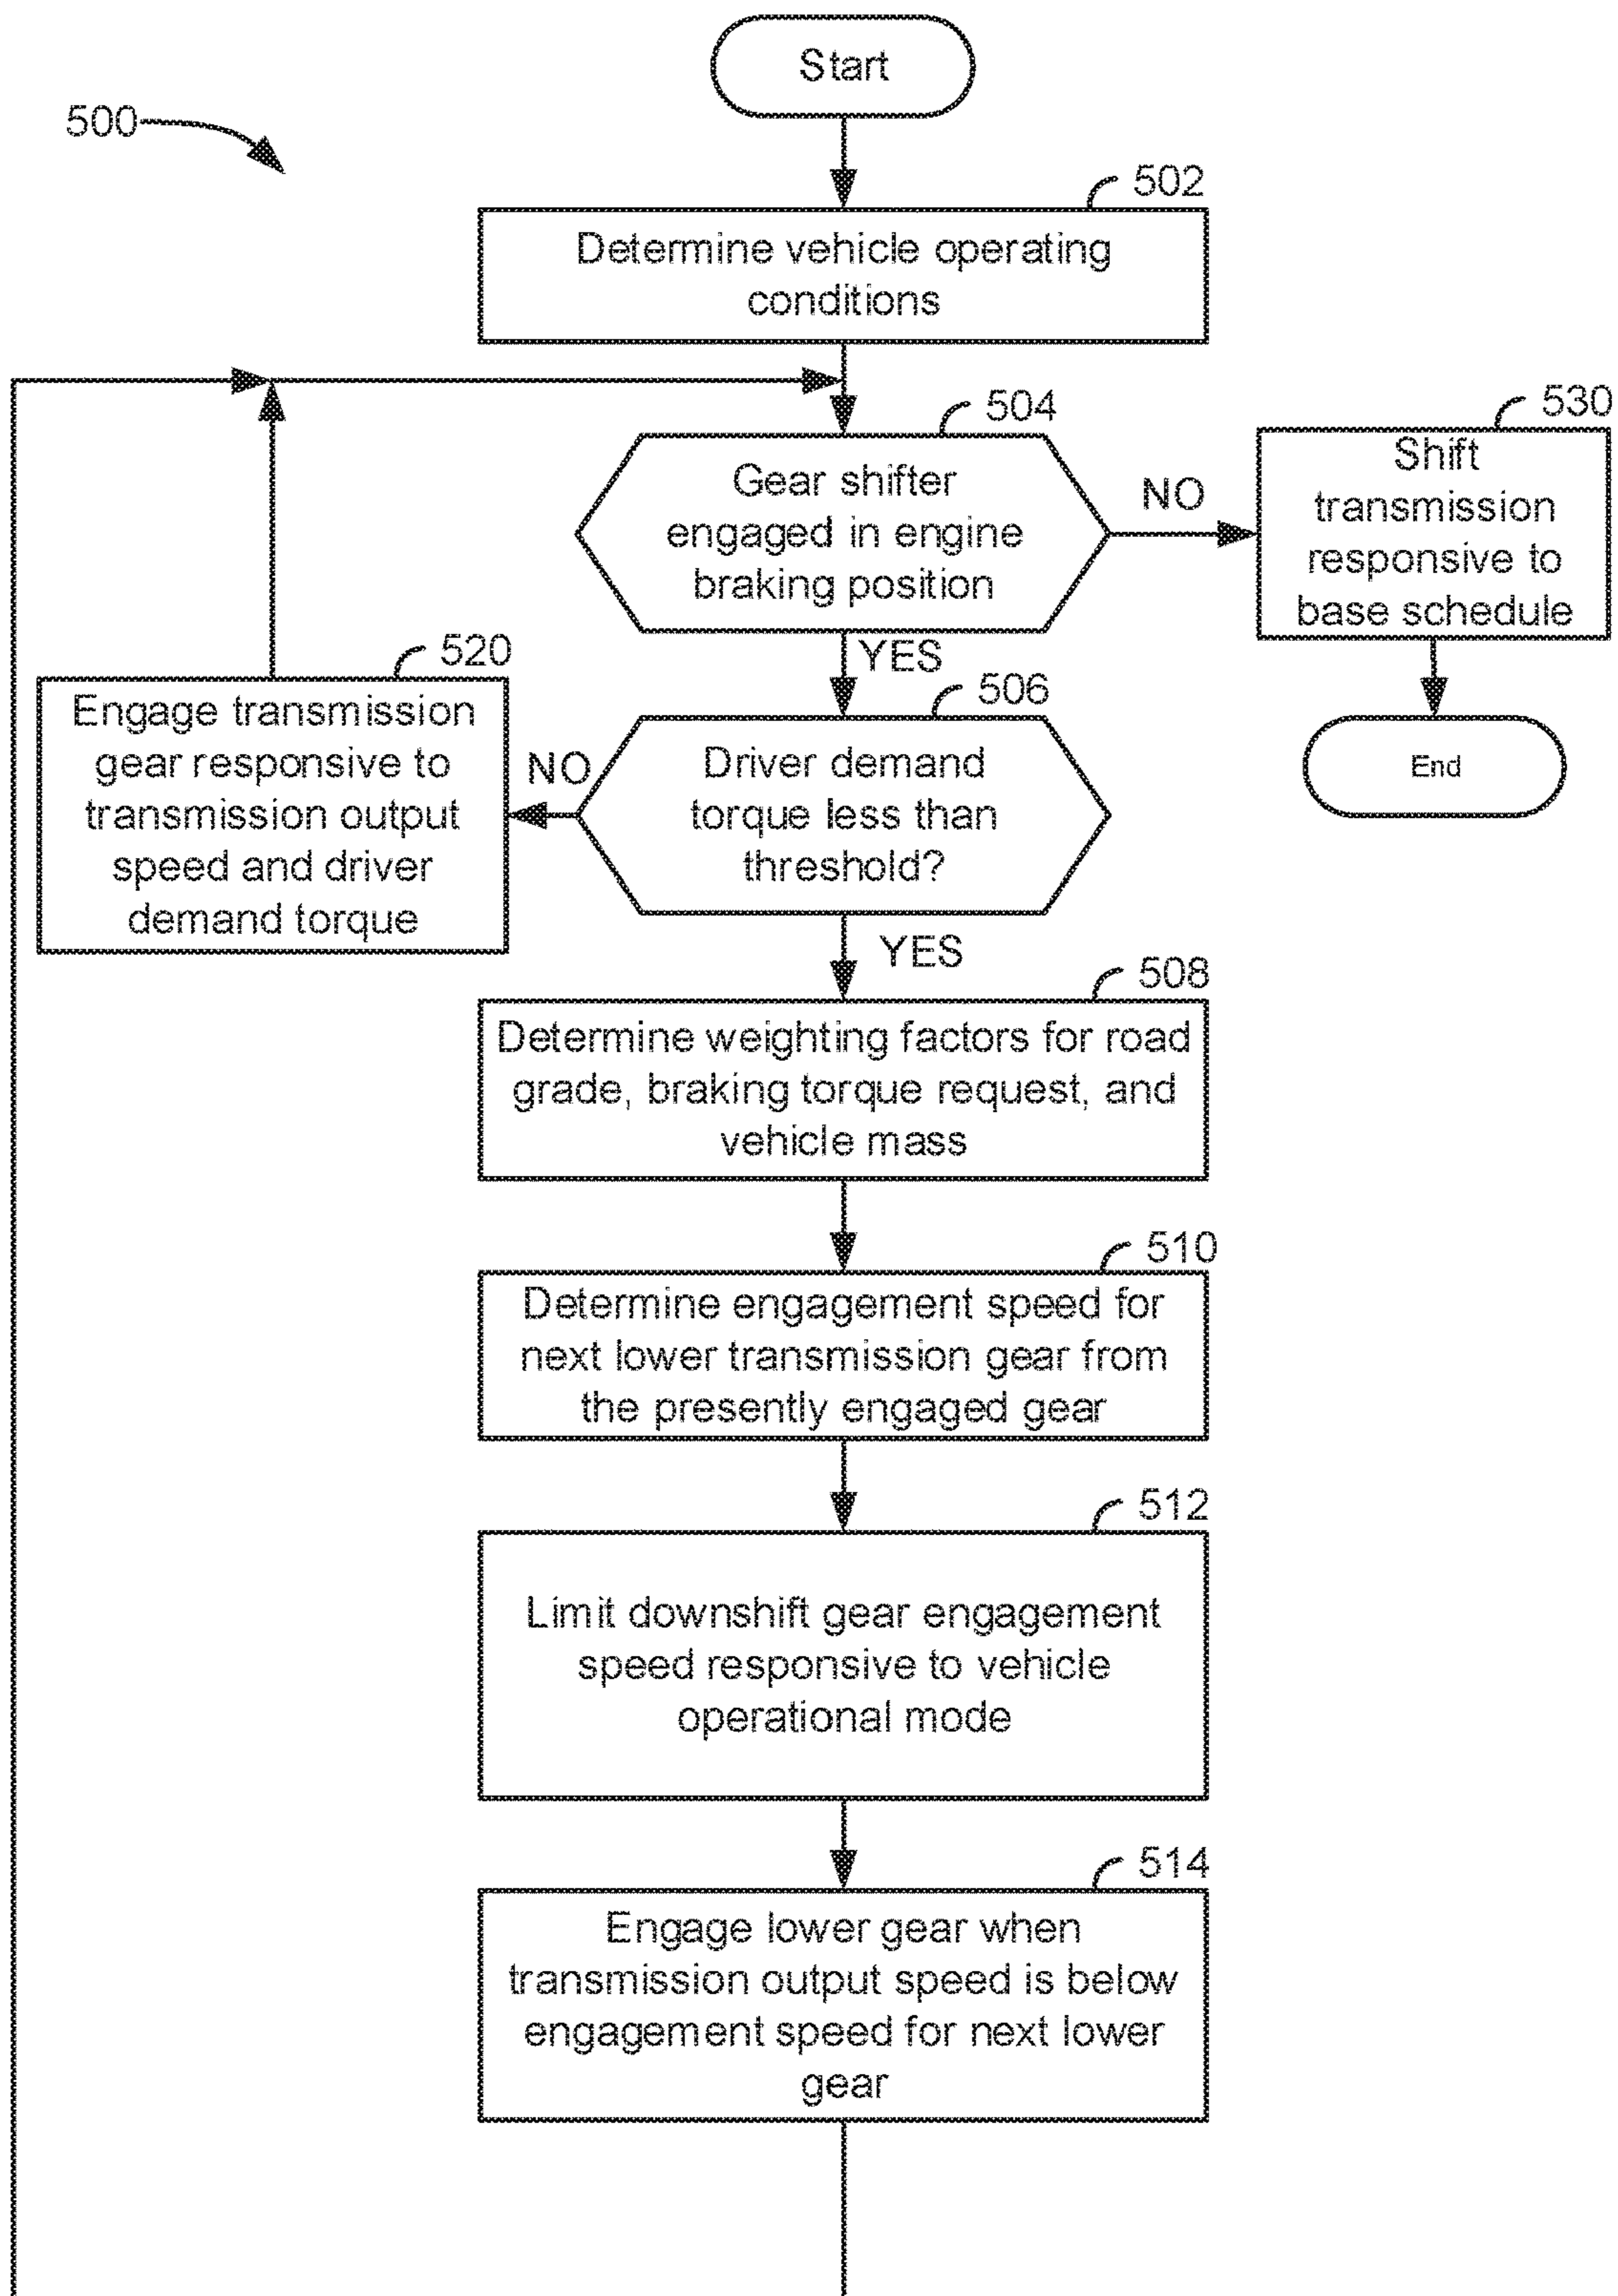 Start
500
502
Determine vehicle operating
conditions
504
Gear shifter
engaged in engine
braking position
NO
530
Shift
transmission
responsive to
base schedule
YES
End
506
Driver demand
torque less than
threshold?
NO
520
Engage transmission
gear responsive to
transmission output
speed and driver
demand torque
YES
508
Determine weighting factors for road
grade, braking torque request, and
vehicle mass
510
Determine engagement speed for
next lower transmission gear from
the presently engaged gear
512
Limit downshift gear engagement
speed responsive to vehicle
operational mode
514
Engage lower gear when
transmission output speed is below
engagement speed for next lower
gear